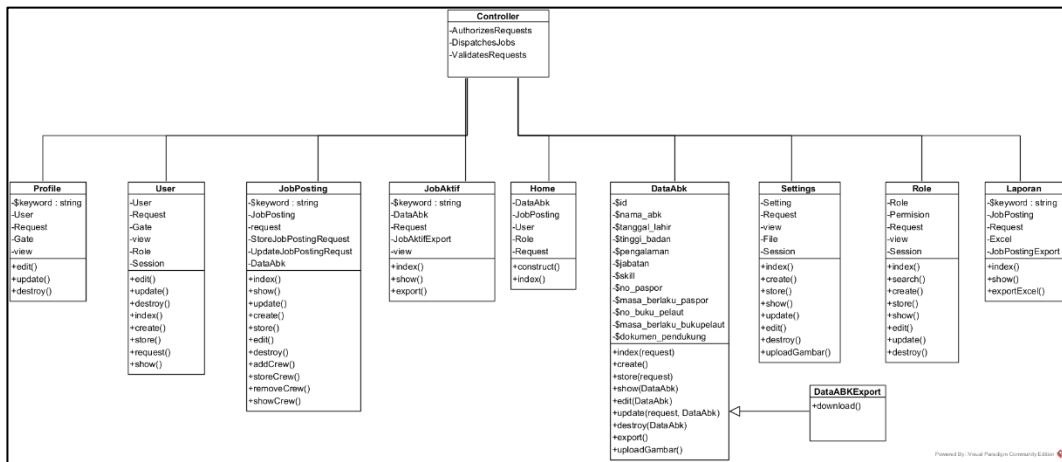 Controller
-AuthorizesRequests
-DispatchesJobs
-ValidatesRequests
Profile
-$keyword : string
-User
-Request
-Gate
-view
+edit()
+update()
+destroy()
User
-User
-Request
-Gate
-view
-Role
-Session
+edit()
+update()
+destroy()
+index()
+create()
+store()
+request()
+show()
JobPosting
-$keyword : string
-JobPosting
-request
-StoreJobPostingRequest
-UpdateJobPostingRequst
-DataAbk
+index()
+show()
+update()
+create()
+store()
+edit()
+destroy()
+addCrew()
+storeCrew()
+removeCrew()
+showCrew()
JobAktif
-$keyword : string
-DataAbk
-Request
-JobAktifExport
-view
+index()
+show()
+export()
Home
-DataAbk
-JobPosting
-User
-Role
-Request
+construct()
+index()
DataAbk
-$id
-$nama_abk
-$tanggal_lahir
-$tinggi_badan
-$pengalaman
-$jabatan
-$skill
-$no_paspor
-$masa_berlaku_paspor
-$no_buku_pelaut
-$masa_berlaku_bukupelaut
-$dokumen_pendukung
+index(request)
+create()
+store(request)
+show(DataAbk)
+edit(DataAbk)
+update(request, DataAbk)
+destroy(DataAbk)
+export()
+uploadGambar()
Settings
-Setting
-Request
-view
-File
-Session
+index()
+create()
+store()
+show()
+update()
+edit()
+destroy()
+uploadGambar()
Role
-Role
-Permision
-Request
-view
-Session
+index()
+search()
+create()
+store()
+show()
+edit()
+update()
+destroy()
Laporan
-$keyword : string
-JobPosting
-Request
-Excel
-JobPostingExport
+index()
+show()
+exportExcel()
DataABKExport
+download()
Powered By : Visual Paradigm Community Edition